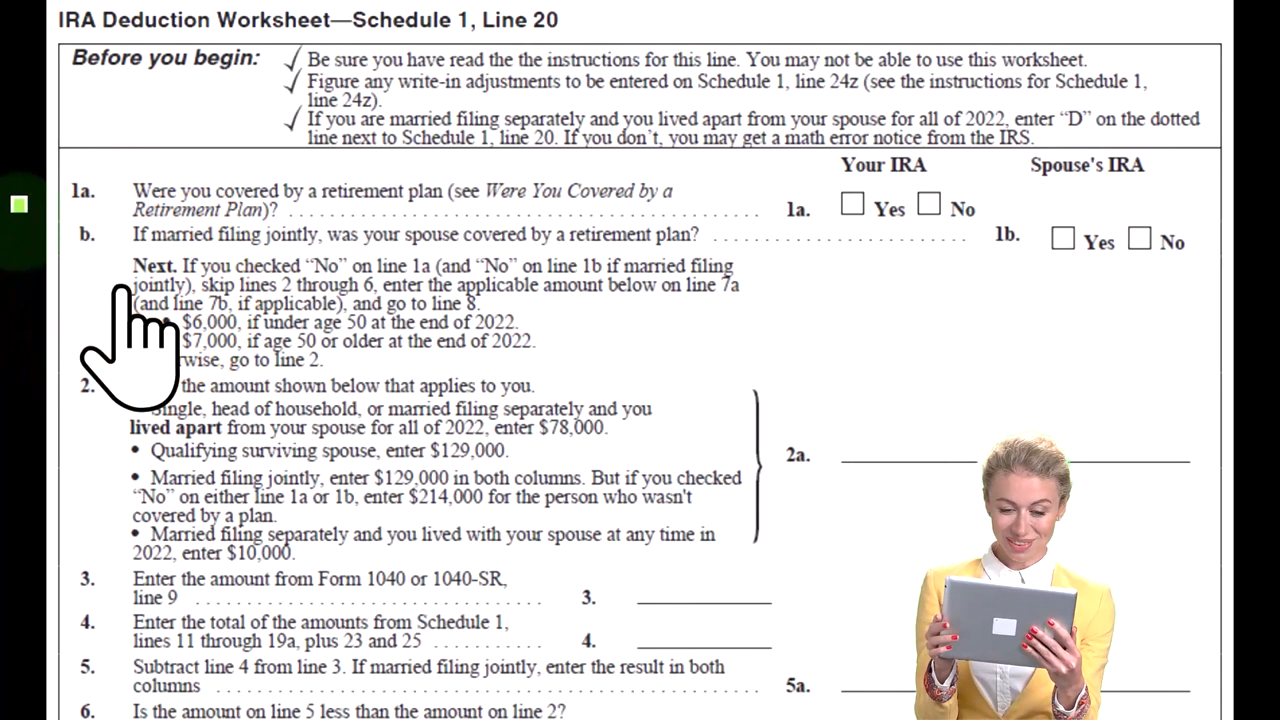 IRA Deduction Worksheet—Schedule 1, Line 20
Before you begin:
Be sure you have read the the instructions for this line. You may not be able to use this worksheet.
Figure any write-in adjustments to be entered on Schedule 1, line 24z (see the instructions for Schedule 1,
line 24z).
If you are married filing separately and you lived apart from your spouse for all of 2022, enter “D” on the dotted
line next to Schedule 1, line 20. If you don’t, you may get a math error notice from the IRS.
Your IRA Spouse's IRA
1a. Were you covered by a retirement plan (see Were You Covered by a
Retirement Plan)? 1a. Yes No
b. If married filing jointly, was your spouse covered by a retirement plan? 1b. Yes No
Next. If you checked “No” on line 1a (and “No” on line 1b if married filing
jointly), skip lines 2 through 6, enter the applicable amount below on line 7a
(and line 7b, if applicable), and go to line 8.
$6,000, if under age 50 at the end of 2022.
$7,000, if age 50 or older at the end of 2022.
go to line 2.
2. the amount shown below that applies to you.
Single, head of household, or married filing separately and you
lived apart from your spouse for all of 2022, enter $78,000.
• Qualifying surviving spouse, enter $129,000.
2a.
• Married filing jointly, enter $129,000 in both columns. But if you checked
“No” on either line 1a or 1b, enter $214,000 for the person who wasn't
covered by a plan.
• Married filing separately and you lived with your spouse at any time in
2022, enter $10,000.
3. Enter the amount from Form 1040 or 1040-SR,
line 9 3.
4. Enter the total of the amounts from Schedule 1,
lines 11 through 19a, plus 23 and 25 4.
5. Subtract line 4 from line 3. If married filing jointly, enter the result in both
columns 5a.
6. Is the amount on line 5 less than the amount on line 2?